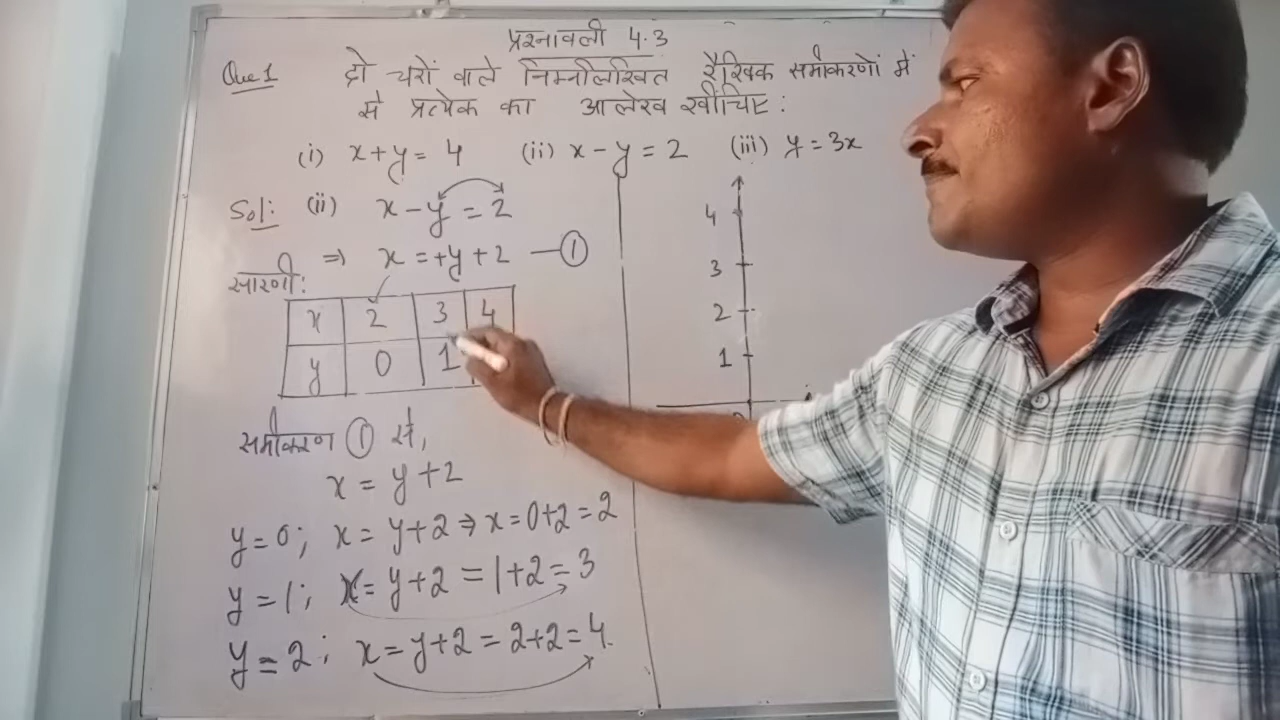 प्रश्नावली 4.3
Que 1 दो चरों वाले निम्नलिखित रैखिक समीकरणों में
से प्रत्येक का आलेख खींचिए :
(i) x+y = 4 (ii) x-y = 2 (iii) y = 3x
Sol: (ii) x-y = 2
⇒ x = +y+2 —①
सारणी:
x 2 3 4
y 0 1
समीकरण ① से,
x = y+2
y=0; x = y+2 ⇒ x = 0+2 = 2
y=1; x = y+2 = 1+2 = 3
y=2; x = y+2 = 2+2 = 4.
4
3
2
1